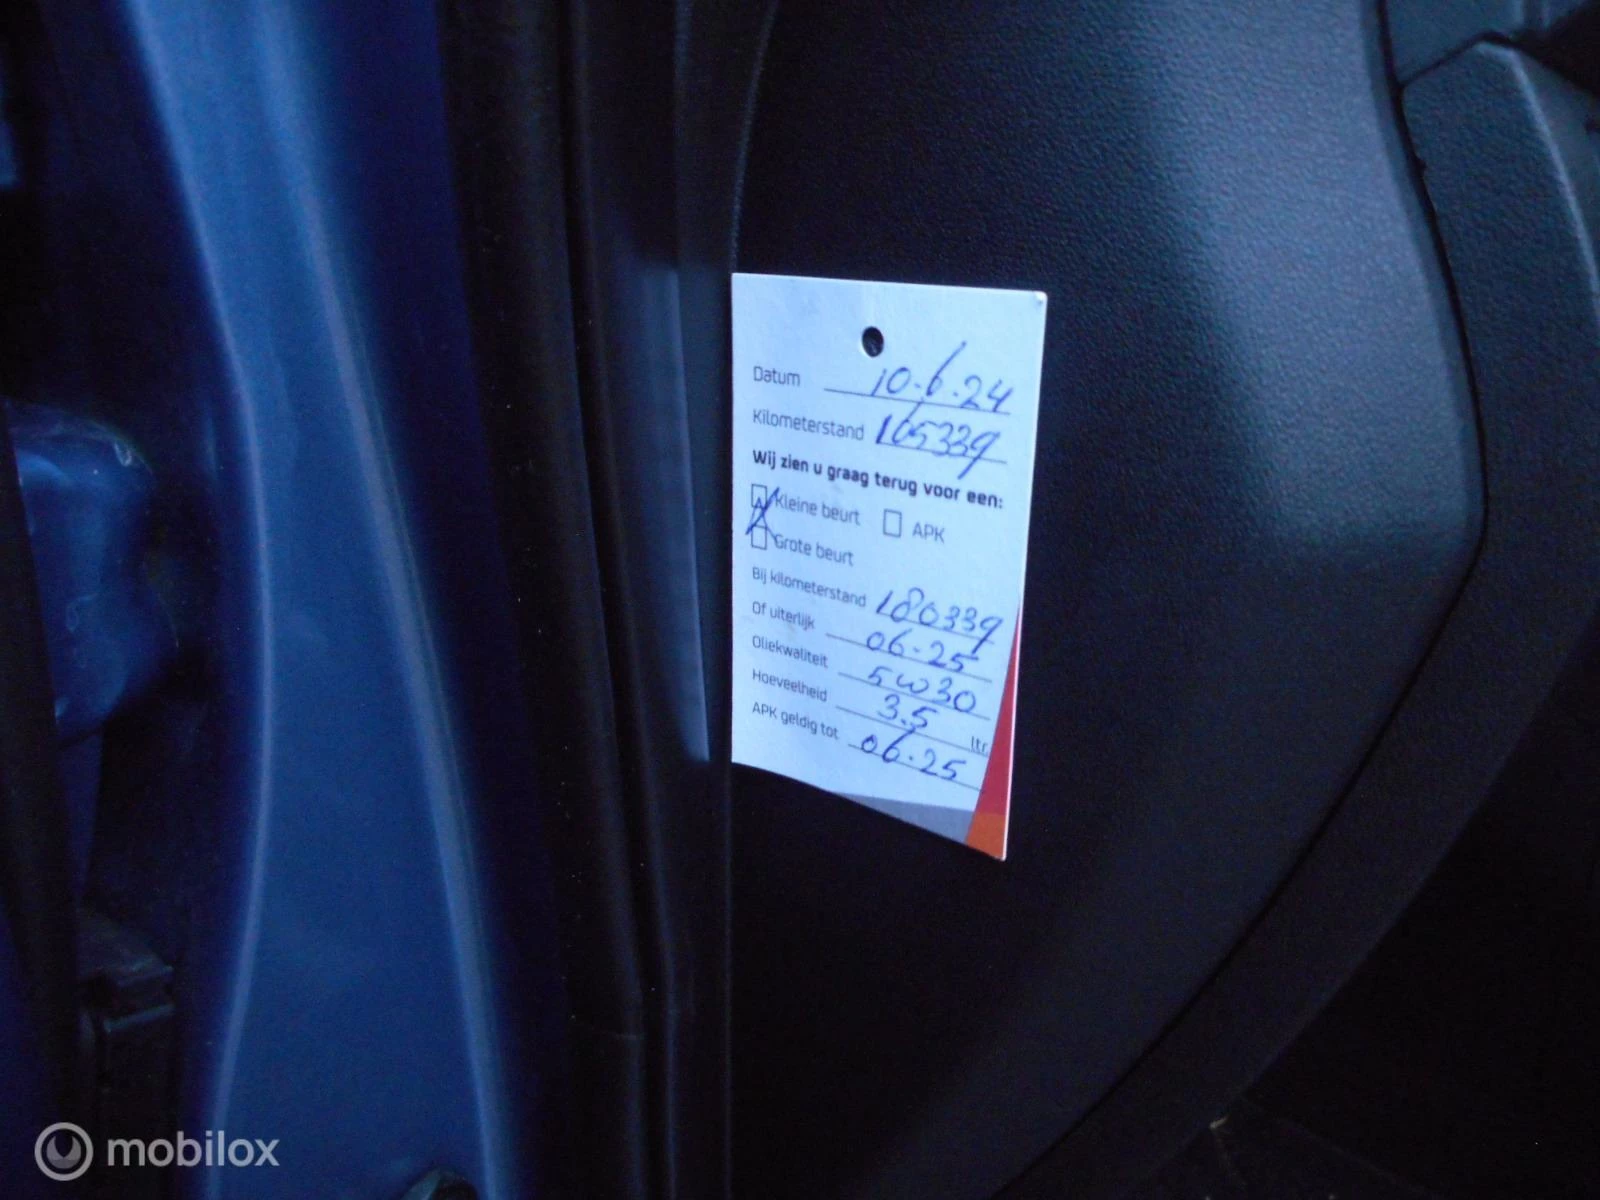 Datum 10.6.24
Kilometerstand 165339
Wij zien u graag terug voor een:
Kleine beurt APK
Grote beurt
Bij kilometerstand 180339
Of uiterlijk 06.25
Oliekwaliteit 5w30
Hoeveelheid 3.5 ltr.
APK geldig tot 06.25
mobilox